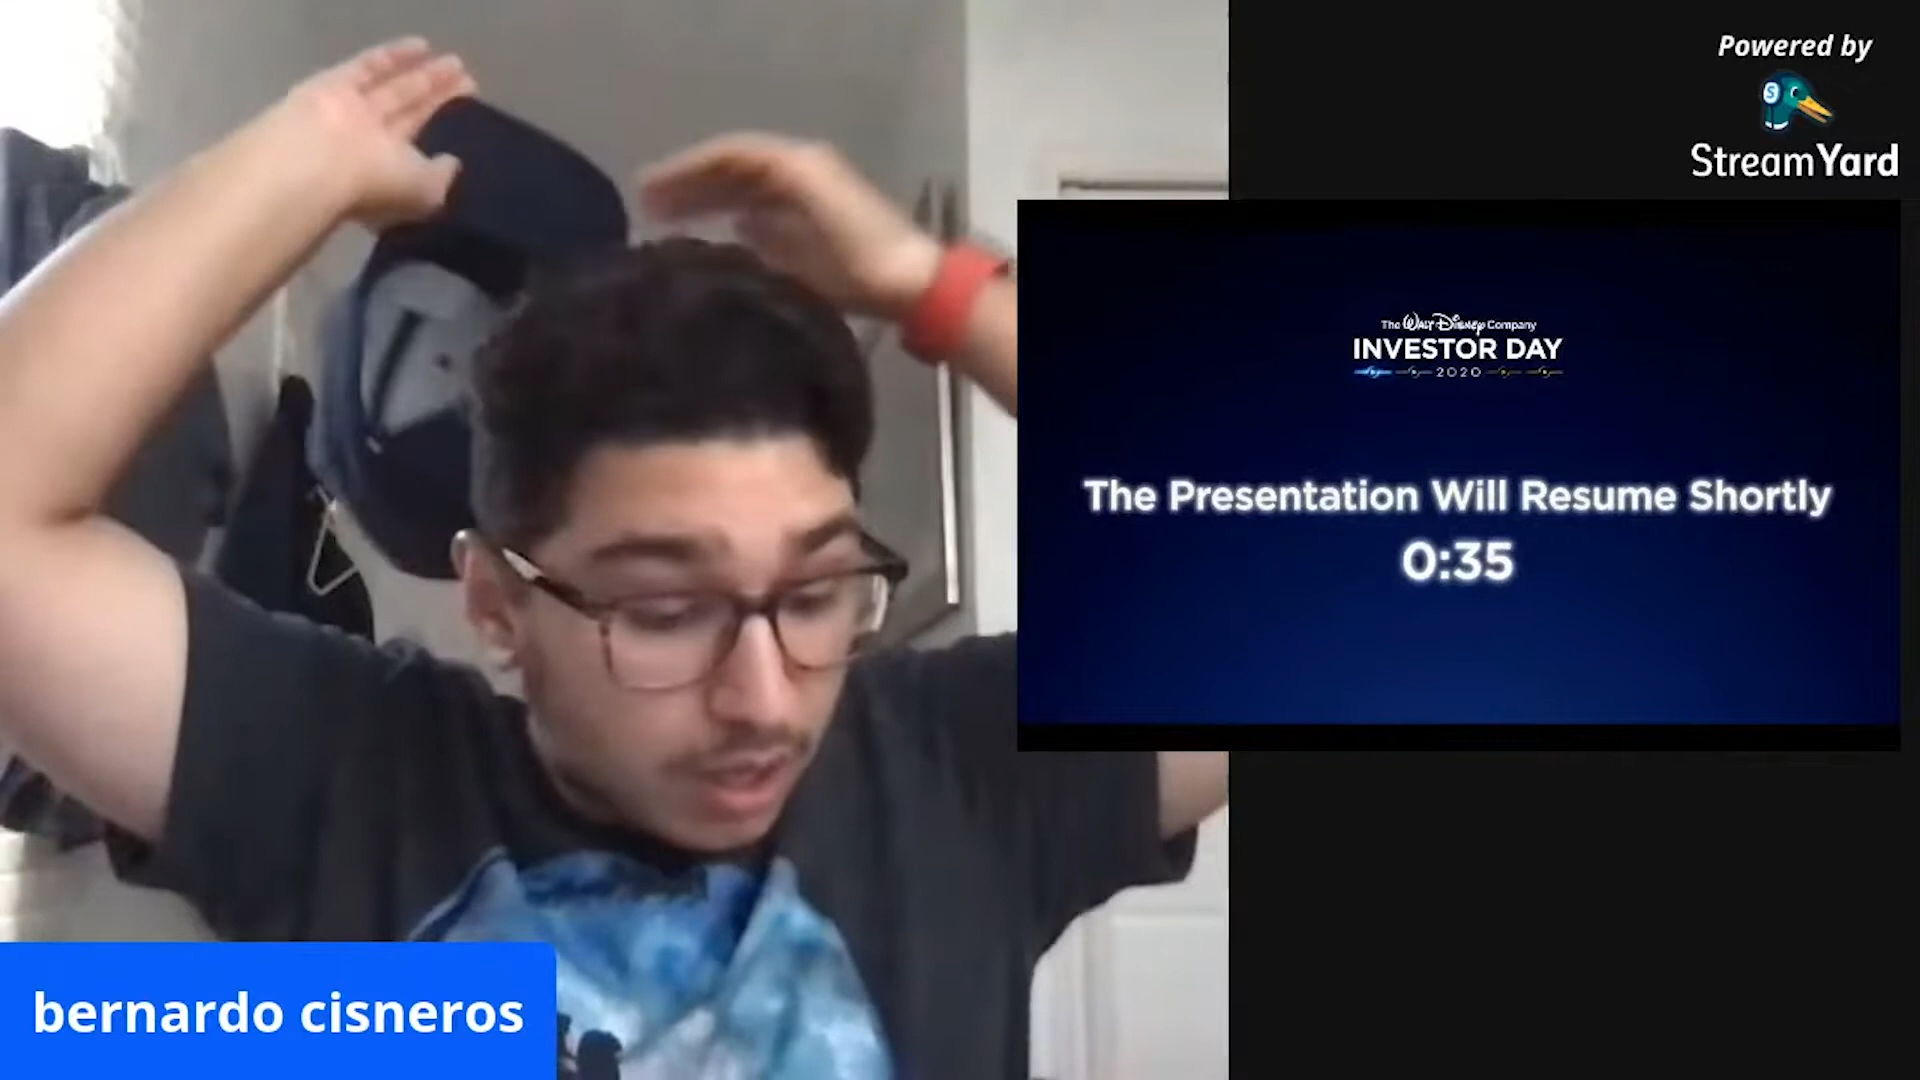 Powered by
StreamYard
The Walt Disney Company
INVESTOR DAY
2020
The Presentation Will Resume Shortly
0:35
bernardo cisneros